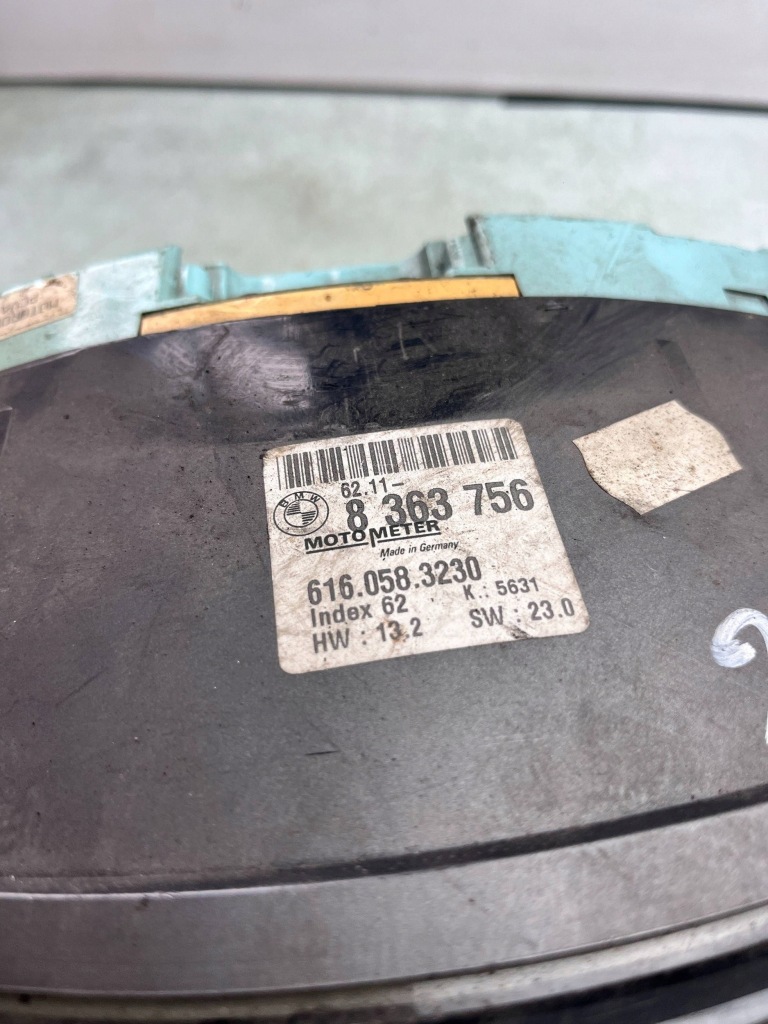 62.11-
BMW
8 363 756
MOTOMETER
Made in Germany
616.058.3230
Index 62 K.: 5631
HW : 13.2 SW : 23.0